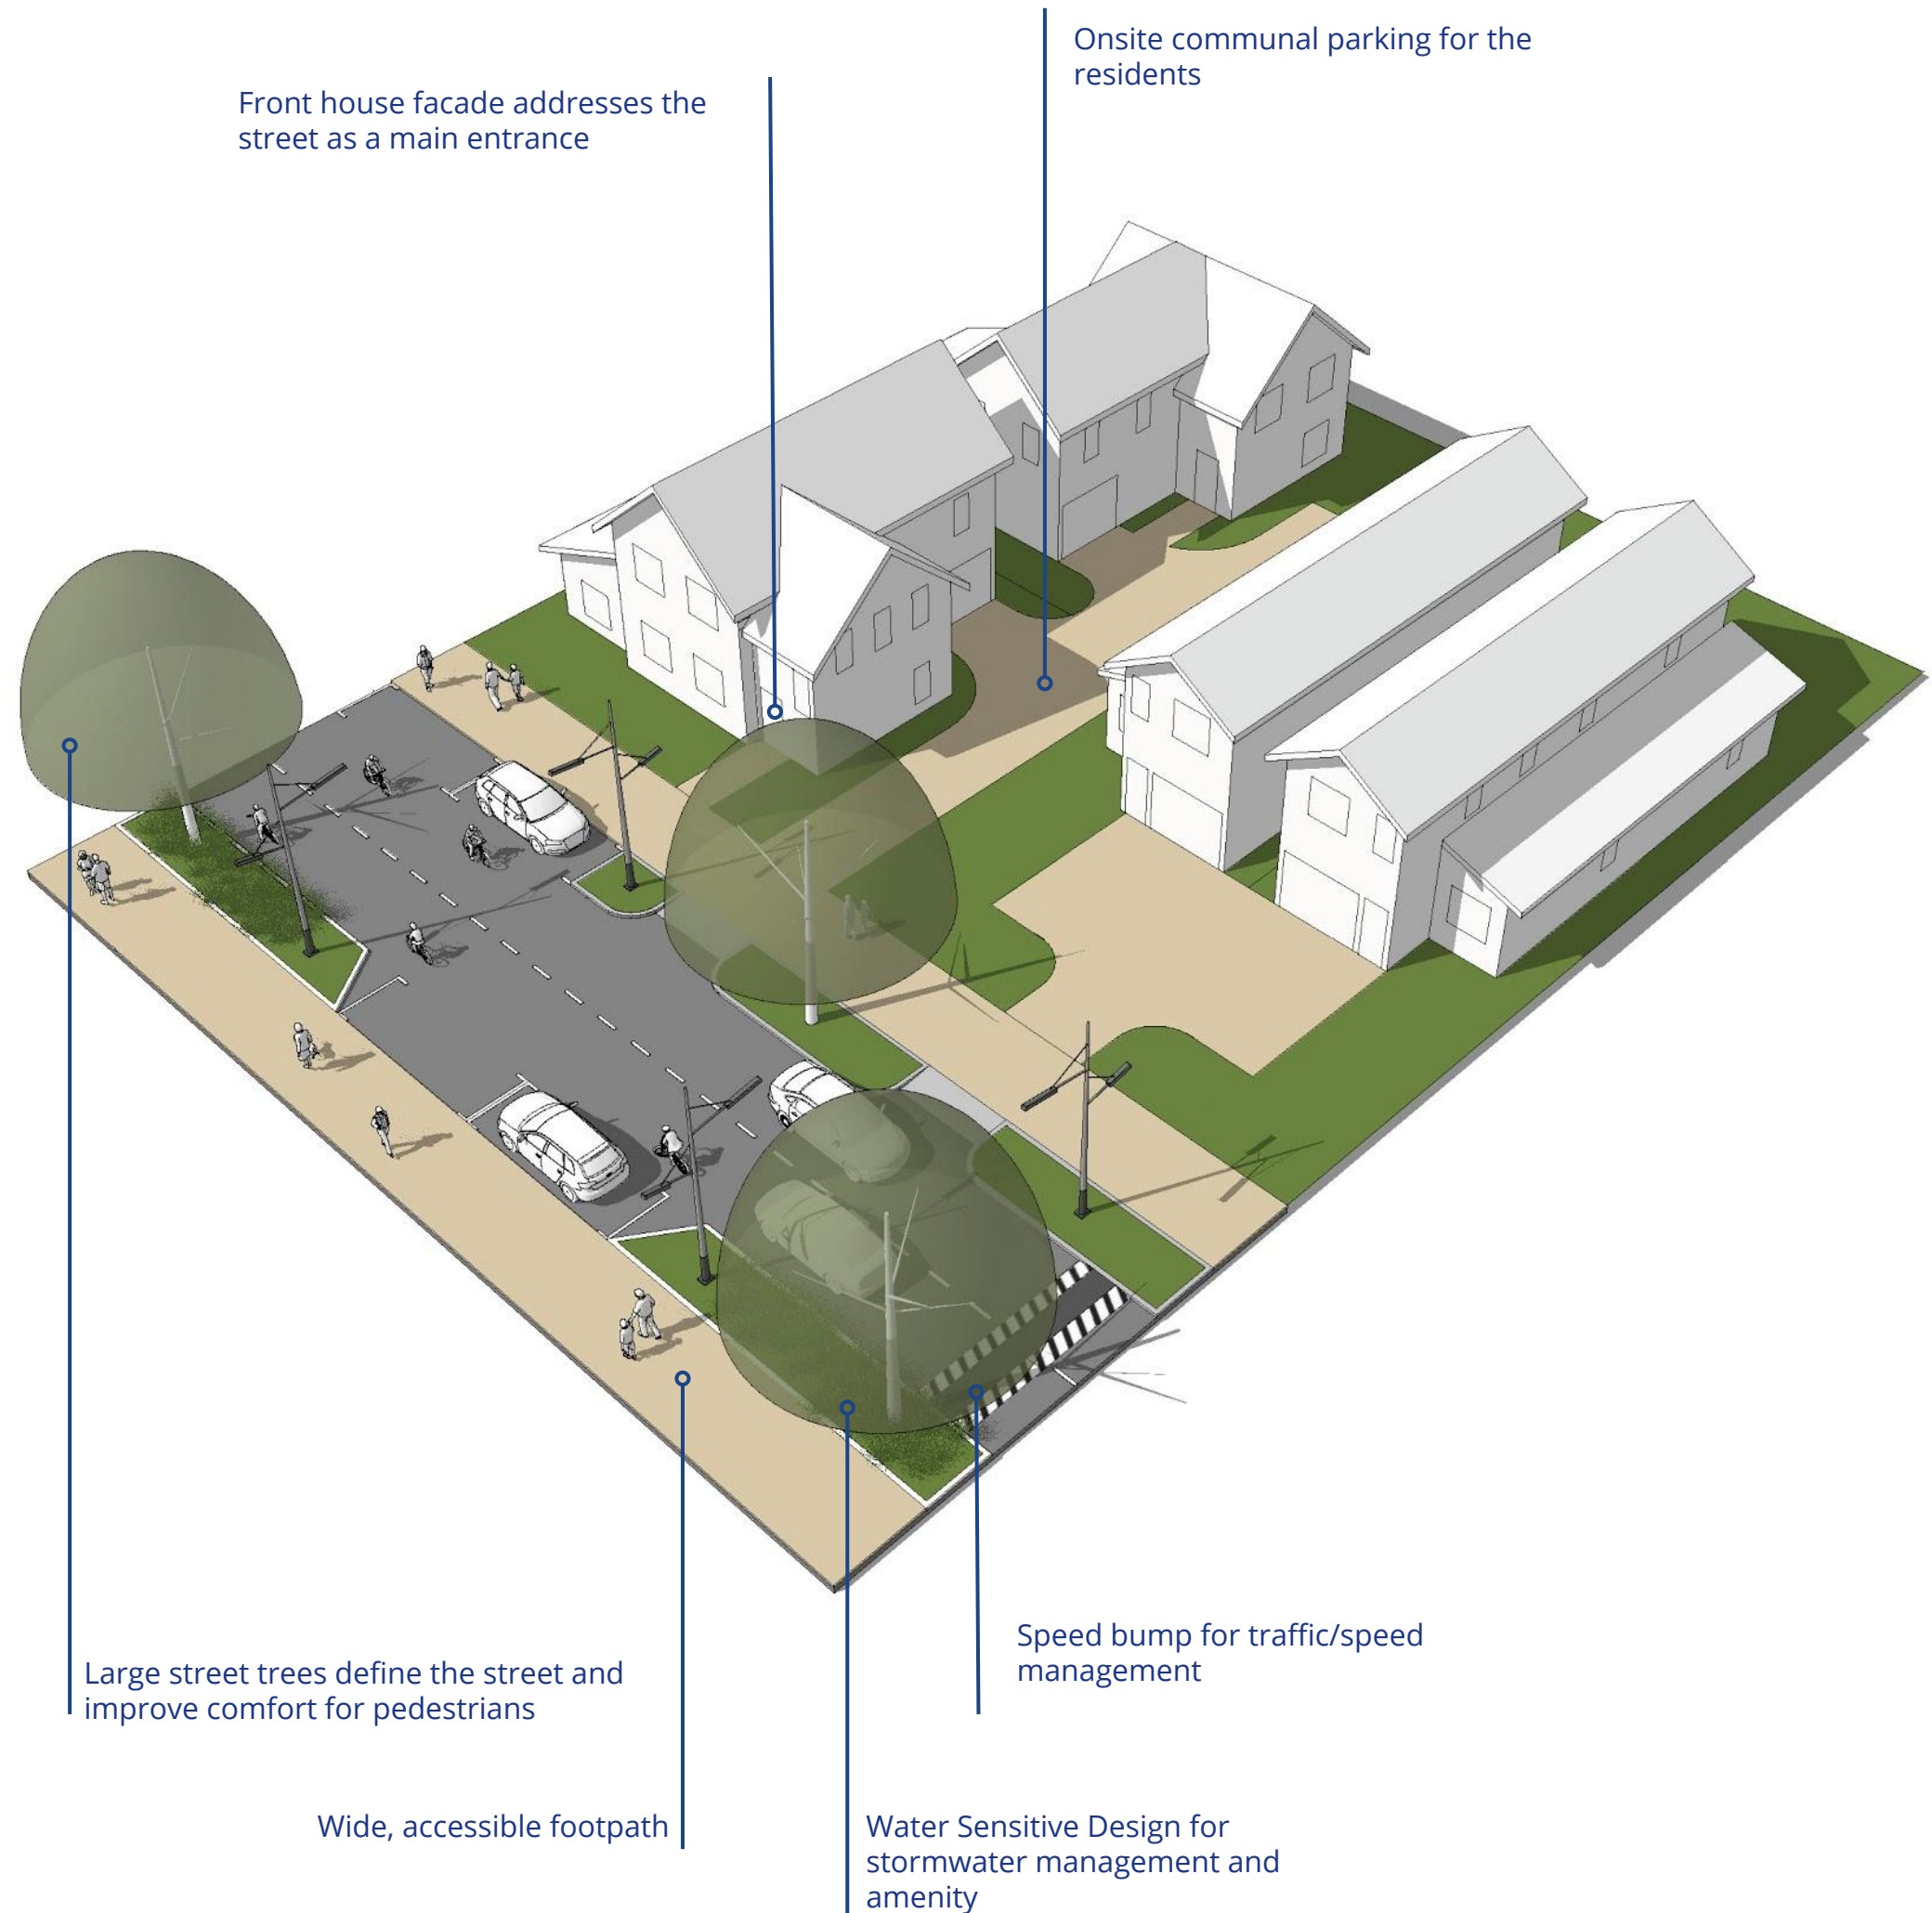 Onsite communal parking for the
residents
Front house facade addresses the
street as a main entrance
Speed bump for traffic/speed
management
Large street trees define the street and
improve comfort for pedestrians
Wide, accessible footpath
Water Sensitive Design for
stormwater management and
amenity